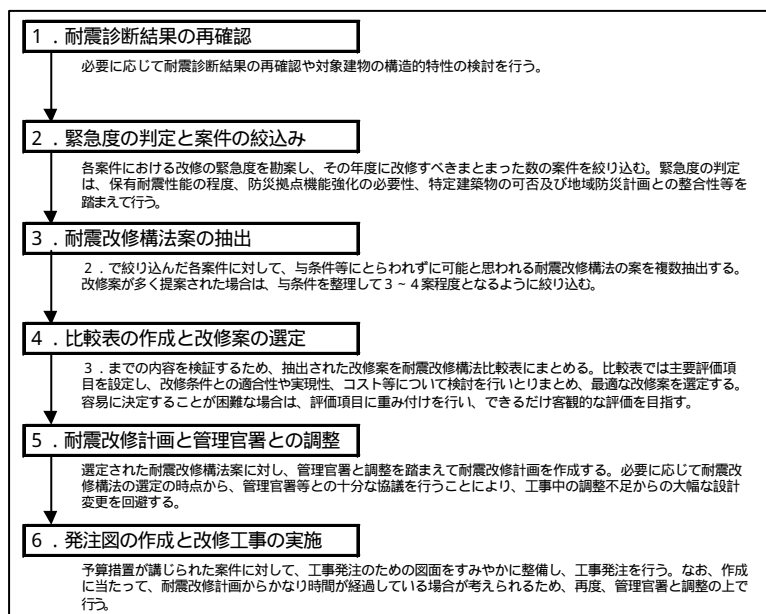 １．耐震診断結果の再確認
必要に応じて耐震診断結果の再確認や対象建物の構造的特性の検討を行う。
２．緊急度の判定と案件の絞込み
各案件における改修の緊急度を勘案し、その年度に改修すべきまとまった数の案件を絞り込む。緊急度の判定
は、保有耐震性能の程度、防災拠点機能強化の必要性、特定建築物の可否及び地域防災計画との整合性等を
踏まえて行う。
３．耐震改修構法案の抽出
２．で絞り込んだ各案件に対して、与条件等にとらわれずに可能と思われる耐震改修構法の案を複数抽出する。
改修案が多く提案された場合は、与条件を整理して３～４案程度となるように絞り込む。
４．比較表の作成と改修案の選定
３．までの内容を検証するため、抽出された改修案を耐震改修構法比較表にまとめる。比較表では主要評価項
目を設定し、改修条件との適合性や実現性、コスト等について検討を行いとりまとめ、最適な改修案を選定する。
容易に決定することが困難な場合は、評価項目に重み付けを行い、できるだけ客観的な評価を目指す。
５．耐震改修計画と管理官署との調整
選定された耐震改修構法案に対し、管理官署と調整を踏まえて耐震改修計画を作成する。必要に応じて耐震改
修構法の選定の時点から、管理官署等との十分な協議を行うことにより、工事中の調整不足からの大幅な設計
変更を回避する。
６．発注図の作成と改修工事の実施
予算措置が講じられた案件に対して、工事発注のための図面をすみやかに整備し、工事発注を行う。なお、作成
に当たって、耐震改修計画からかなり時間が経過している場合が考えられるため、再度、管理官署と調整の上で
行う。